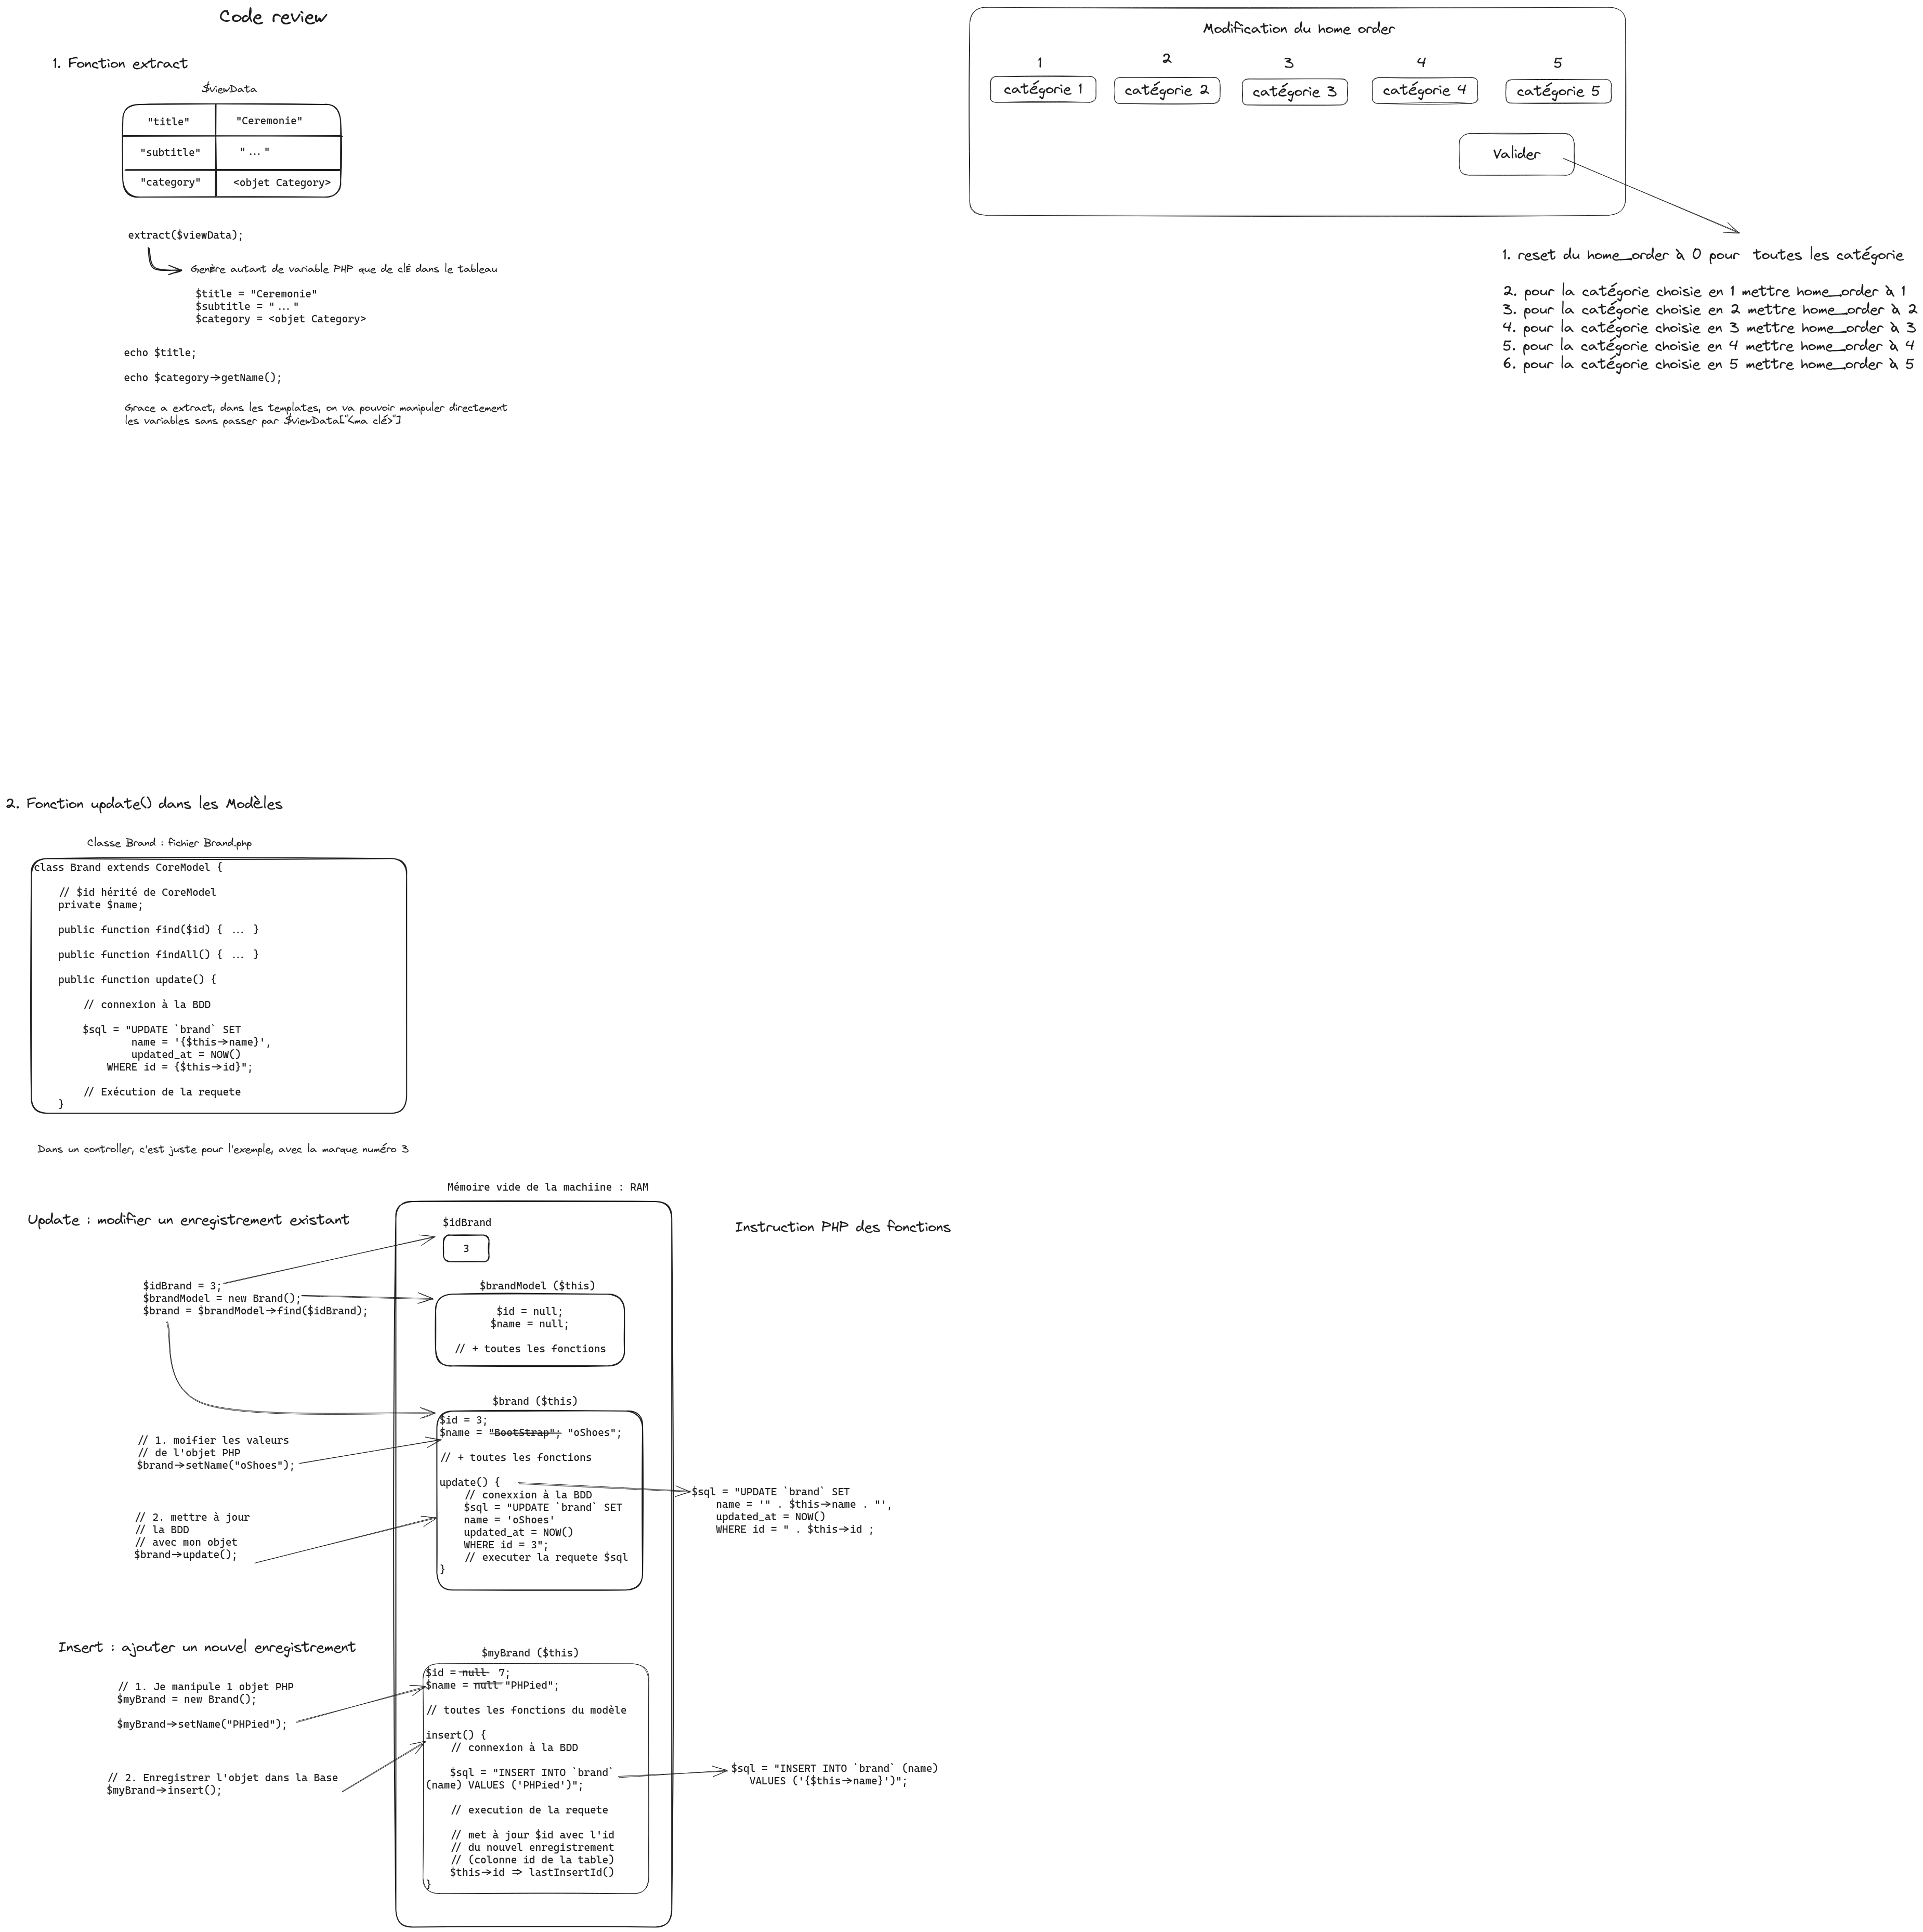 Code review
1. Fonction extract
$viewData
"title" "Ceremonie"
"subtitle" "..."
"category" <objet Category>
extract($viewData);
Genère autant de variable PHP que de clÉ dans le tableau
$title = "Ceremonie"
$subtitle = "..."
$category = <objet Category>
echo $title;
echo $category->getName();
Grace a extract, dans les templates, on va pouvoir manipuler directement
les variables sans passer par $viewData["<ma clé>"]
Modification du home order
1 2 3 4 5
catégorie 1 catégorie 2 catégorie 3 catégorie 4 catégorie 5
Valider
1. reset du home_order à 0 pour toutes les catégorie
2. pour la catégorie choisie en 1 mettre home_order à 1
3. pour la catégorie choisie en 2 mettre home_order à 2
4. pour la catégorie choisie en 3 mettre home_order à 3
5. pour la catégorie choisie en 4 mettre home_order à 4
6. pour la catégorie choisie en 5 mettre home_order à 5
2. Fonction update() dans les Modèles
Classe Brand : fichier Brand.php
class Brand extends CoreModel {
// $id hérité de CoreModel
private $name;
public function find($id) { ... }
public function findAll() { ... }
public function update() {
// connexion à la BDD
$sql = "UPDATE `brand` SET
name = '{$this->name}',
updated_at = NOW()
WHERE id = {$this->id}";
// Exécution de la requete
}
Dans un controller, c'est juste pour l'exemple, avec la marque numéro 3
Update : modifier un enregistrement existant
$idBrand = 3;
$brandModel = new Brand();
$brand = $brandModel->find($idBrand);
// 1. moifier les valeurs
// de l'objet PHP
$brand->setName("oShoes");
// 2. mettre à jour
// la BDD
// avec mon objet
$brand->update();
Insert : ajouter un nouvel enregistrement
// 1. Je manipule 1 objet PHP
$myBrand = new Brand();
$myBrand->setName("PHPied");
// 2. Enregistrer l'objet dans la Base
$myBrand->insert();
Mémoire vide de la machiine : RAM
$idBrand
3
$brandModel ($this)
$id = null;
$name = null;
// + toutes les fonctions
$brand ($this)
$id = 3;
$name = "BootStrap"; "oShoes";
// + toutes les fonctions
update() {
// conexxion à la BDD
$sql = "UPDATE `brand` SET
name = 'oShoes'
updated_at = NOW()
WHERE id = 3";
// executer la requete $sql
}
$myBrand ($this)
$id = null 7;
$name = null "PHPied";
// toutes les fonctions du modèle
insert() {
// connexion à la BDD
$sql = "INSERT INTO `brand`
(name) VALUES ('PHPied')";
// execution de la requete
// met à jour $id avec l'id
// du nouvel enregistrement
// (colonne id de la table)
$this->id => lastInsertId()
}
Instruction PHP des fonctions
$sql = "UPDATE `brand` SET
name = '" . $this->name . "',
updated_at = NOW()
WHERE id = " . $this->id ;
$sql = "INSERT INTO `brand` (name)
VALUES ('{$this->name}')";